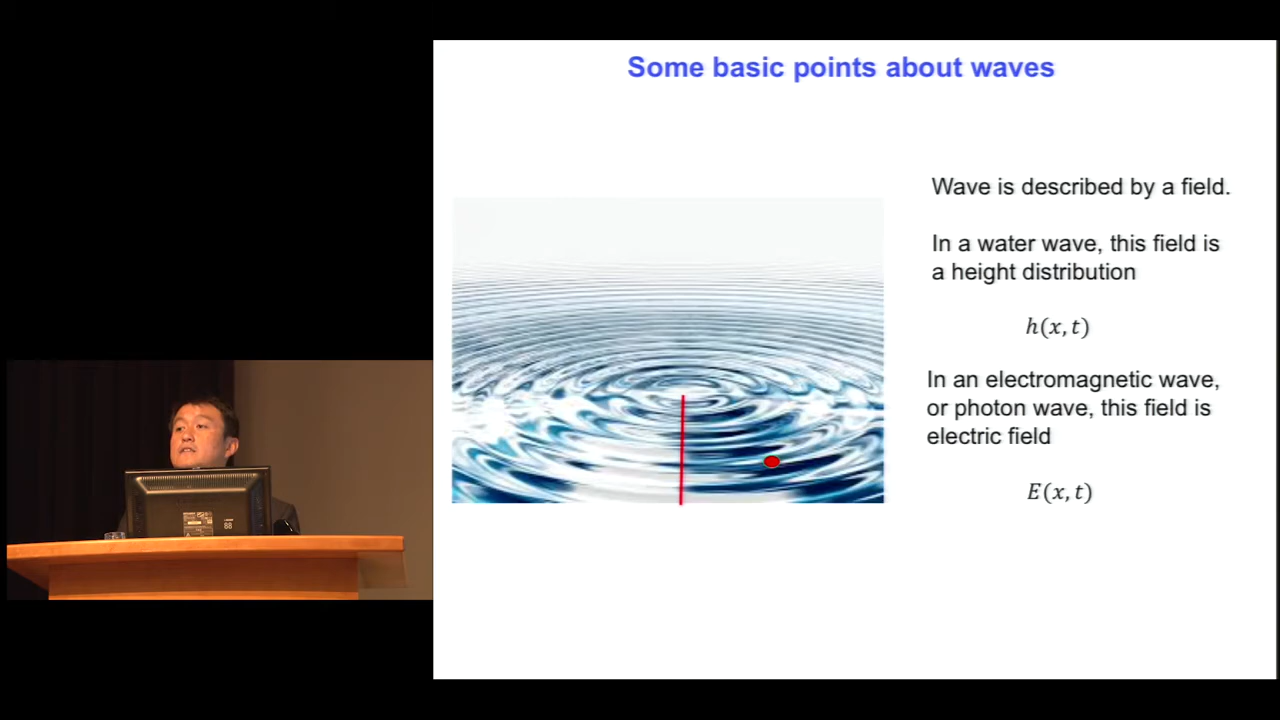 Some basic points about waves
Wave is described by a field.
In a water wave, this field is
a height distribution
h(x, t)
In an electromagnetic wave,
or photon wave, this field is
electric field
E(x, t)
88